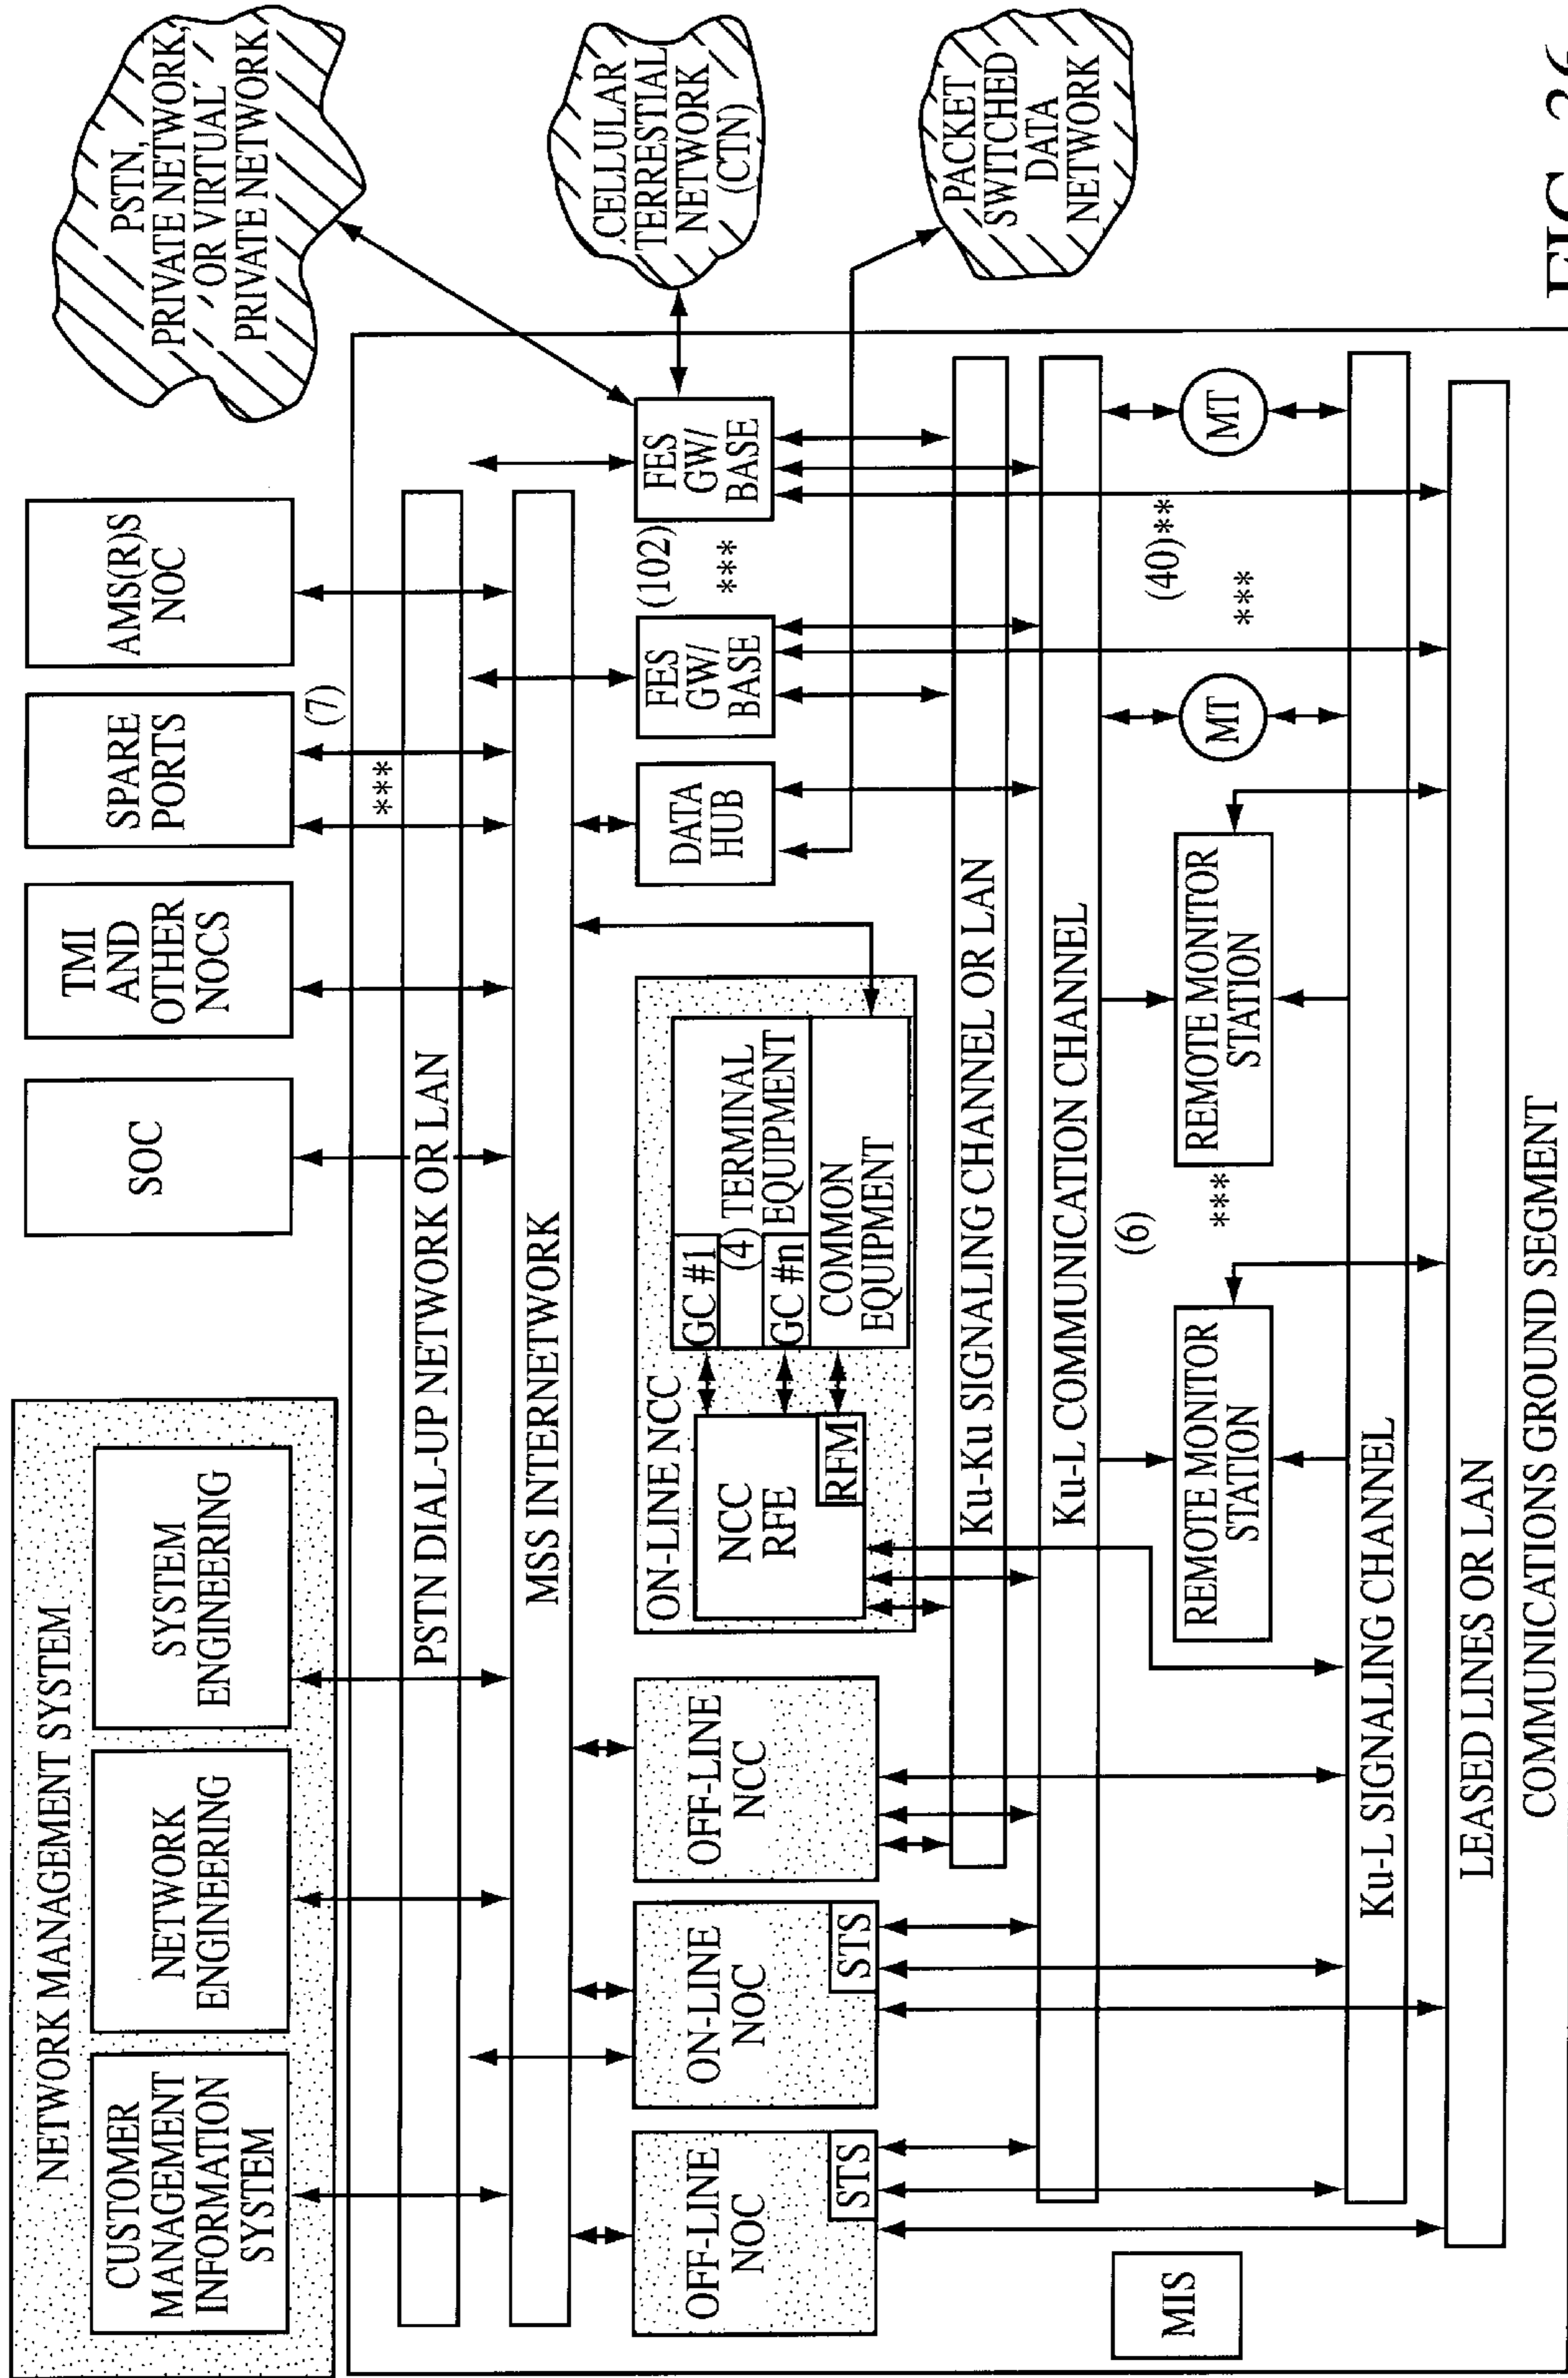 NETWORK MANAGEMENT SYSTEM
CUSTOMER
MANAGEMENT
INFORMATION
SYSTEM
NETWORK
ENGINEERING
SYSTEM
ENGINEERING
SOC
TMI
AND
OTHER
NOCS
SPARE
PORTS
AMS(R)S
NOC
(7)
***
PSTN,
PRIVATE NETWORK,
OR VIRTUAL
PRIVATE NETWORK
PSTN DIAL-UP NETWORK OR LAN
MSS INTERNETWORK
CELLULAR
TERRESTIAL
NETWORK
(CTN)
OFF-LINE
NOC
STS
ON-LINE
NOC
STS
OFF-LINE
NCC
ON-LINE NCC
NCC
RFE
RFM
GC #1
(4)
GC #n
TERMINAL
EQUIPMENT
COMMON
EQUIPMENT
DATA
HUB
FES
GW/
BASE
(102)
***
FES
GW/
BASE
PACKET
SWITCHED
DATA
NETWORK
Ku-Ku SIGNALING CHANNEL OR LAN
Ku-L COMMUNICATION CHANNEL
MIS
REMOTE MONITOR
STATION
(6)
***
REMOTE MONITOR
STATION
MT
(40)**
***
MT
Ku-L SIGNALING CHANNEL
LEASED LINES OR LAN
COMMUNICATIONS GROUND SEGMENT
FIG. 26